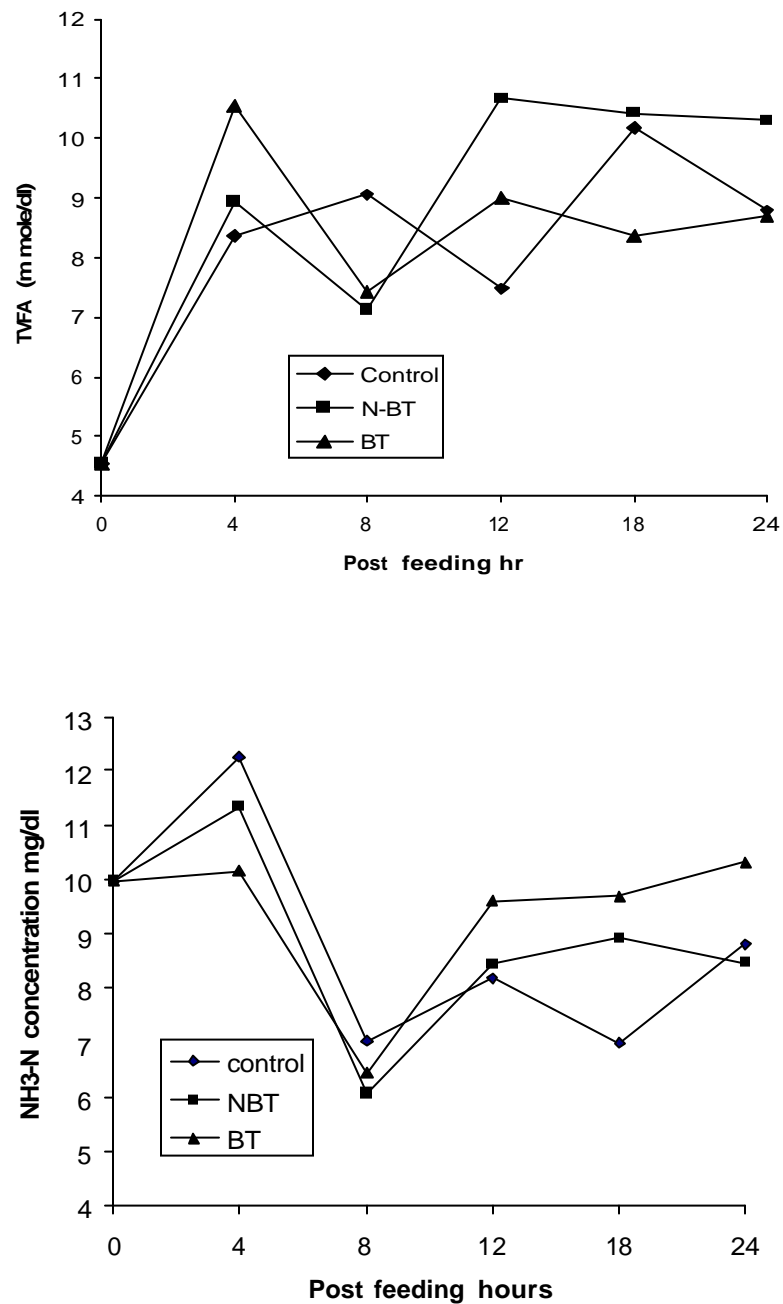 12
11
10
9
8
7
6
5
4
TVFA (m mole/dl)
Control
N-BT
BT
0 4 8 12 18 24
Post feeding hr
13
12
11
10
9
8
7
6
5
4
NH3-N concentration mg/dl
control
NBT
BT
0 4 8 12 18 24
Post feeding hours